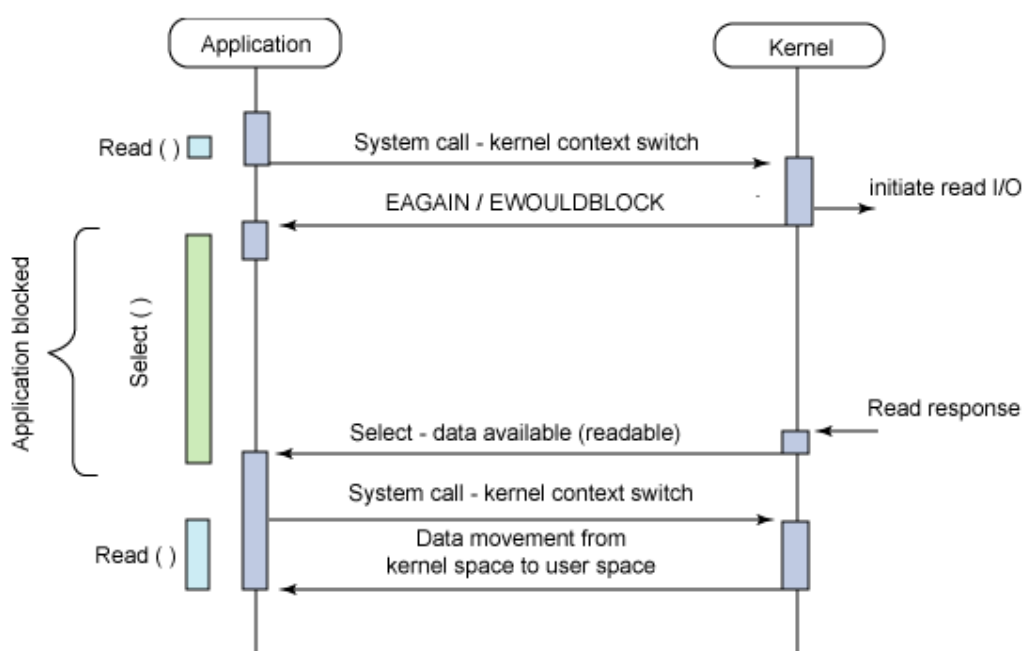 Application
Kernel
Read ( )
System call - kernel context switch
initiate read I/O
EAGAIN / EWOULDBLOCK
Application blocked
Select ( )
Read response
Select - data available (readable)
System call - kernel context switch
Read ( )
Data movement from
kernel space to user space